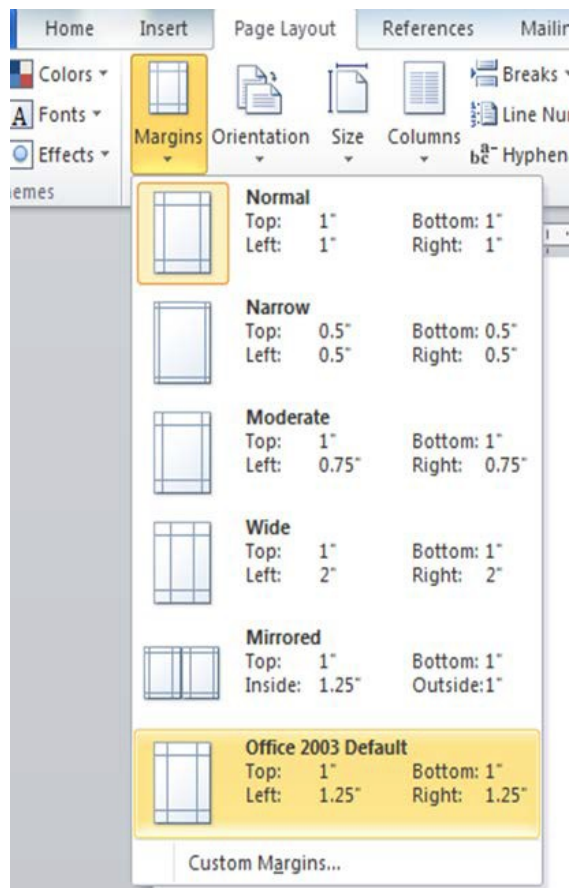 Home Insert Page Layout References Mailin
Colors Margins Orientation Size Columns Breaks
A Fonts Line Nur
Effects bc a- Hyphen
emes
Normal
Top: 1" Bottom: 1"
Left: 1" Right: 1"
Narrow
Top: 0.5" Bottom: 0.5"
Left: 0.5" Right: 0.5"
Moderate
Top: 1" Bottom: 1"
Left: 0.75" Right: 0.75"
Wide
Top: 1" Bottom: 1"
Left: 2" Right: 2"
Mirrored
Top: 1" Bottom: 1"
Inside: 1.25" Outside:1"
Office 2003 Default
Top: 1" Bottom: 1"
Left: 1.25" Right: 1.25"
Custom Margins...